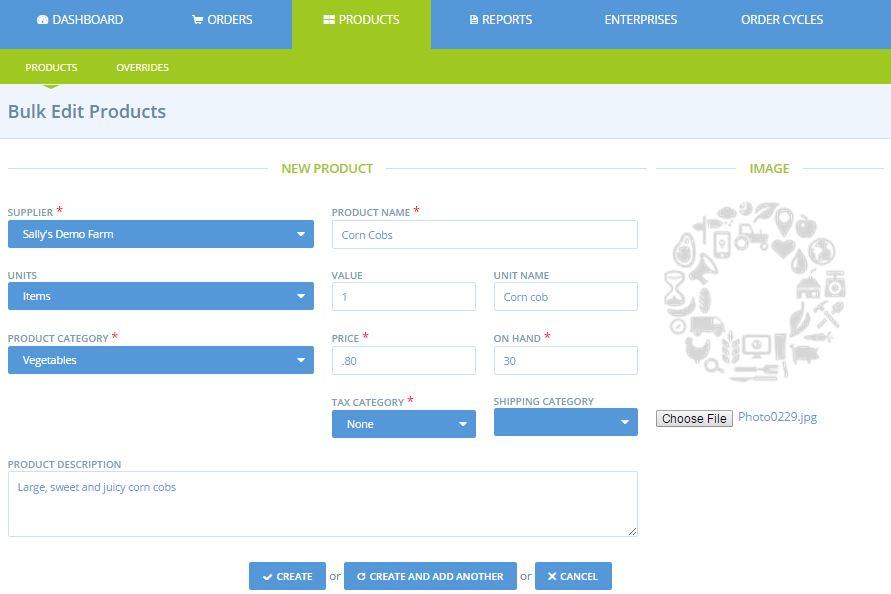 DASHBOARD ORDERS PRODUCTS REPORTS ENTERPRISES ORDER CYCLES
PRODUCTS OVERRIDES
Bulk Edit Products
NEW PRODUCT IMAGE
SUPPLIER * PRODUCT NAME *
Sally's Demo Farm Corn Cobs
UNITS VALUE UNIT NAME
Items 1 Corn cob
PRODUCT CATEGORY * PRICE * ON HAND *
Vegetables .80 30
TAX CATEGORY * SHIPPING CATEGORY
None
Choose File Photo0229.jpg
PRODUCT DESCRIPTION
Large, sweet and juicy corn cobs
CREATE or CREATE AND ADD ANOTHER or CANCEL